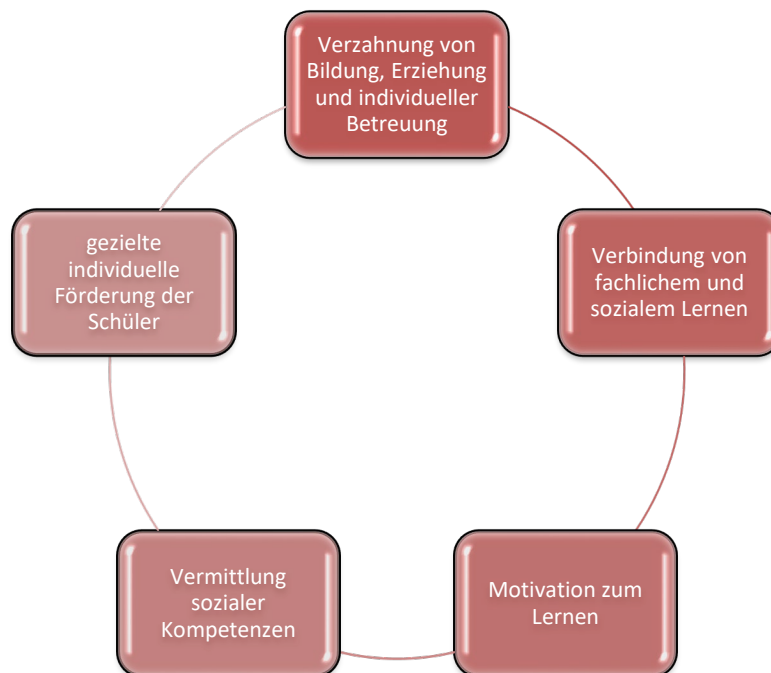 Verzahnung von
Bildung, Erziehung
und individueller
Betreuung
Verbindung von
fachlichem und
sozialem Lernen
Motivation zum
Lernen
Vermittlung
sozialer
Kompetenzen
gezielte
individuelle
Förderung der
Schüler